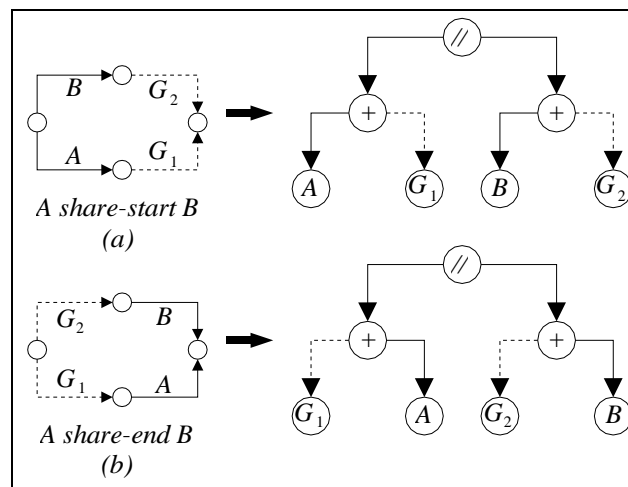 B
G2
A
G1
A share-start B
(a)
//
+
+
A
G1
B
G2
G2
B
G1
A
A share-end B
(b)
//
+
+
G1
A
G2
B